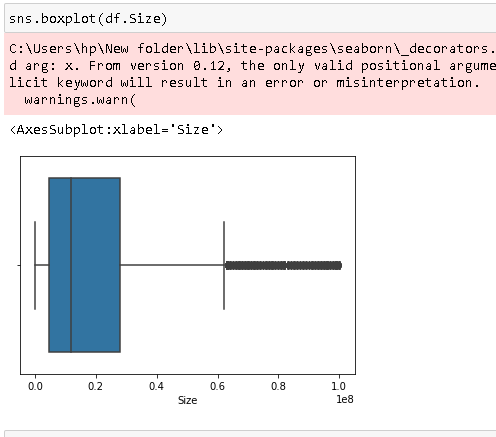 sns.boxplot(df.Size)
C:\Users\hp\New folder\lib\site-packages\seaborn\_decorators.
d arg: x. From version 0.12, the only valid positional argume
licit keyword will result in an error or misinterpretation.
warnings.warn(
<AxesSubplot:xlabel='Size'>
0.0 0.2 0.4 0.6 0.8 1.0
Size 1e8